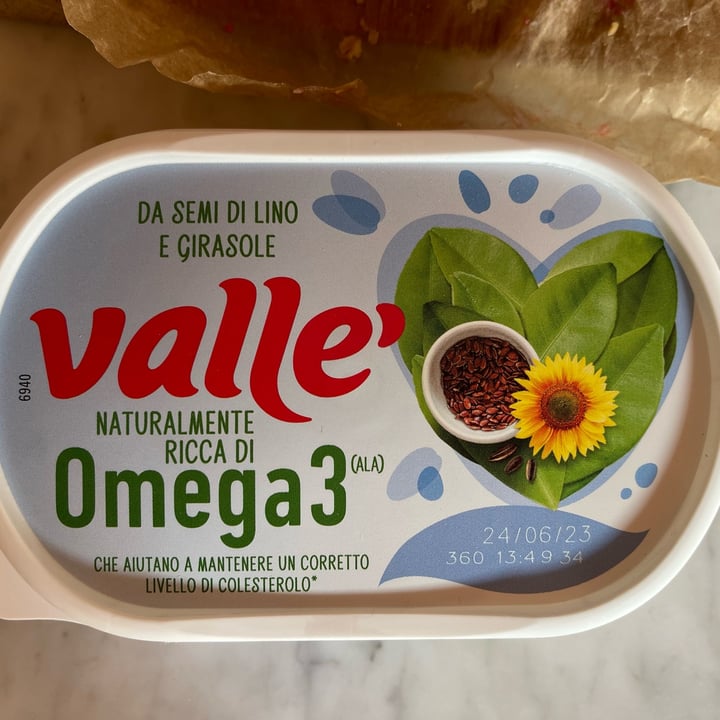 DA SEMI DI LINO
E GIRASOLE
valle'
NATURALMENTE
RICCA DI
Omega3 (ALA)
CHE AIUTANO A MANTENERE UN CORRETTO
LIVELLO DI COLESTEROLO*
6940
24/06/23
360 13:49 34